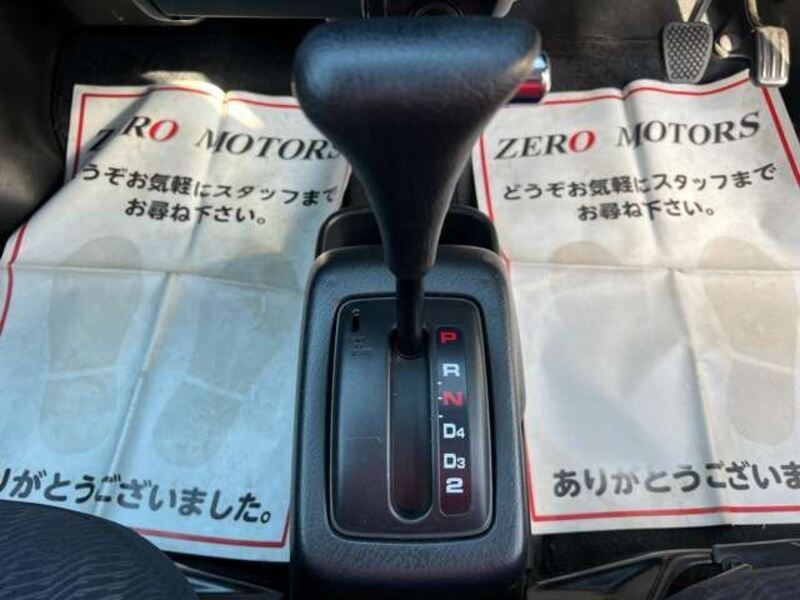 ZERO MOTORS
うぞお気軽にスタッフまで
お尋ね下さい。
りがとうございました。
ZERO MOTORS
どうぞお気軽にスタッフまで
お尋ね下さい。
ありがとうございま
P
R
N
D4
D3
2